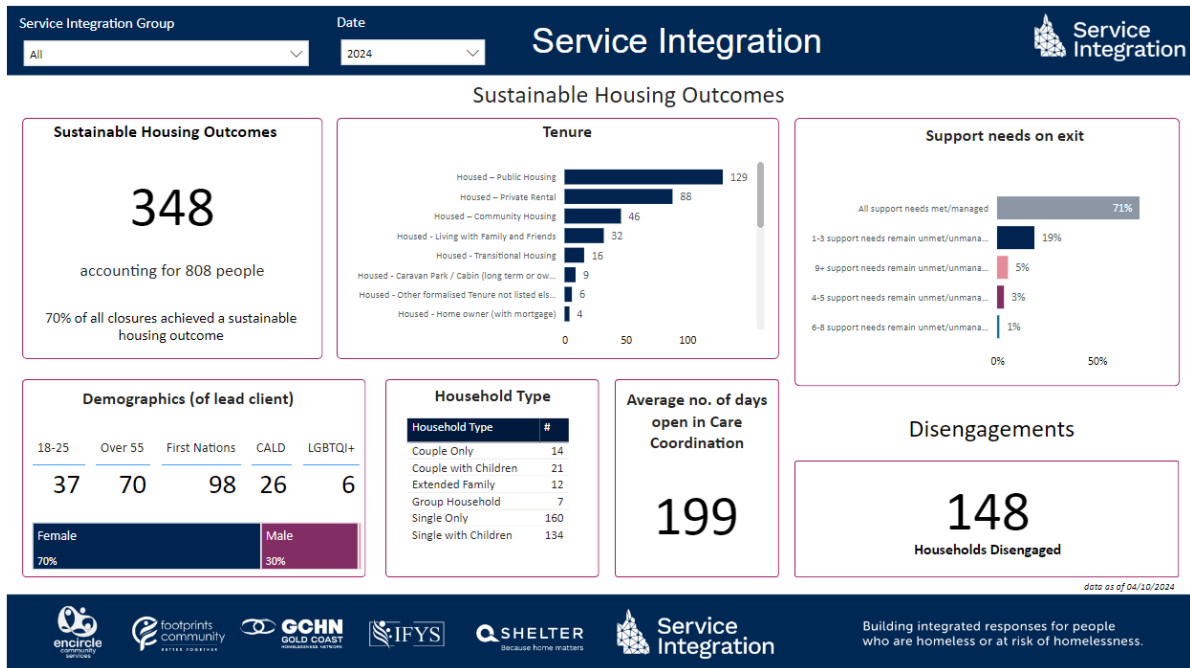 Service Integration Group
All
Date
2024
Service Integration
Service
Integration
Sustainable Housing Outcomes
Sustainable Housing Outcomes
348
accounting for 808 people
70% of all closures achieved a sustainable
housing outcome
Tenure
Housed – Public Housing 129
Housed – Private Rental 88
Housed – Community Housing 46
Housed - Living with Family and Friends 32
Housed - Transitional Housing 16
Housed - Caravan Park / Cabin (long term or ow... 9
Housed - Other formalised Tenure not listed els... 6
Housed - Home owner (with mortgage) 4
0 50 100
Support needs on exit
All support needs met/managed 71%
1-3 support needs remain unmet/unmana... 19%
9+ support needs remain unmet/unmana... 5%
4-5 support needs remain unmet/unmana... 3%
6-8 support needs remain unmet/unmana... 1%
0% 50%
Demographics (of lead client)
18-25 Over 55 First Nations CALD LGBTQI+
37 70 98 26 6
Female Male
70% 30%
Household Type
Household Type #
Couple Only 14
Couple with Children 21
Extended Family 12
Group Household 7
Single Only 160
Single with Children 134
Average no. of days
open in Care
Coordination
199
Disengagements
148
Households Disengaged
data as of 04/10/2024
encircle
community
services
footprints
community
BETTER TOGETHER
GCHN
GOLD COAST
HOMELESSNESS NETWORK
IFYS
Q SHELTER
Because home matters
Service
Integration
Building integrated responses for people
who are homeless or at risk of homelessness.